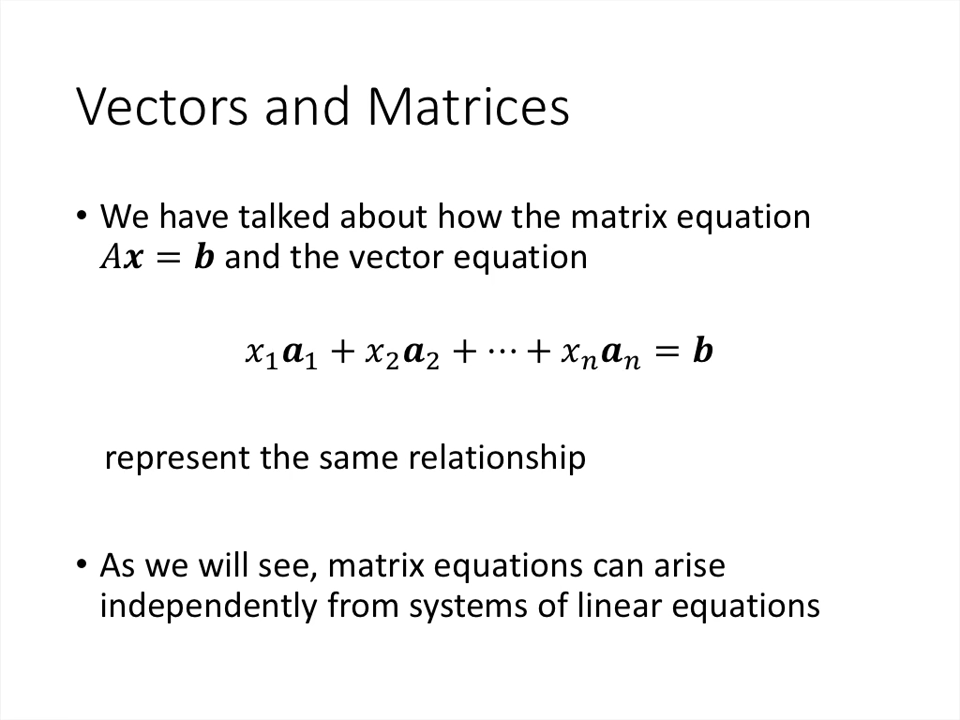 Vectors and Matrices
• We have talked about how the matrix equation
𝐴𝒙 = 𝒃 and the vector equation
𝑥₁𝒂₁ + 𝑥₂𝒂₂ + ⋯ + 𝑥ₙ𝒂ₙ = 𝒃
represent the same relationship
• As we will see, matrix equations can arise
independently from systems of linear equations